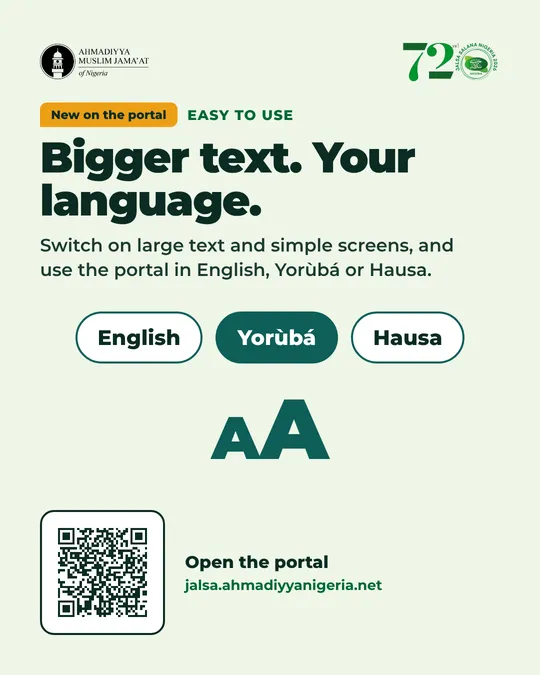 AHMADIYYA
MUSLIM JAMA'AT
of Nigeria
72
JALSA SALANA NIGERIA 2026
New on the portal
EASY TO USE
Bigger text. Your
language.
Switch on large text and simple screens, and
use the portal in English, Yorùbá or Hausa.
English
Yorùbá
Hausa
AA
Open the portal
jalsa.ahmadiyyanigeria.net